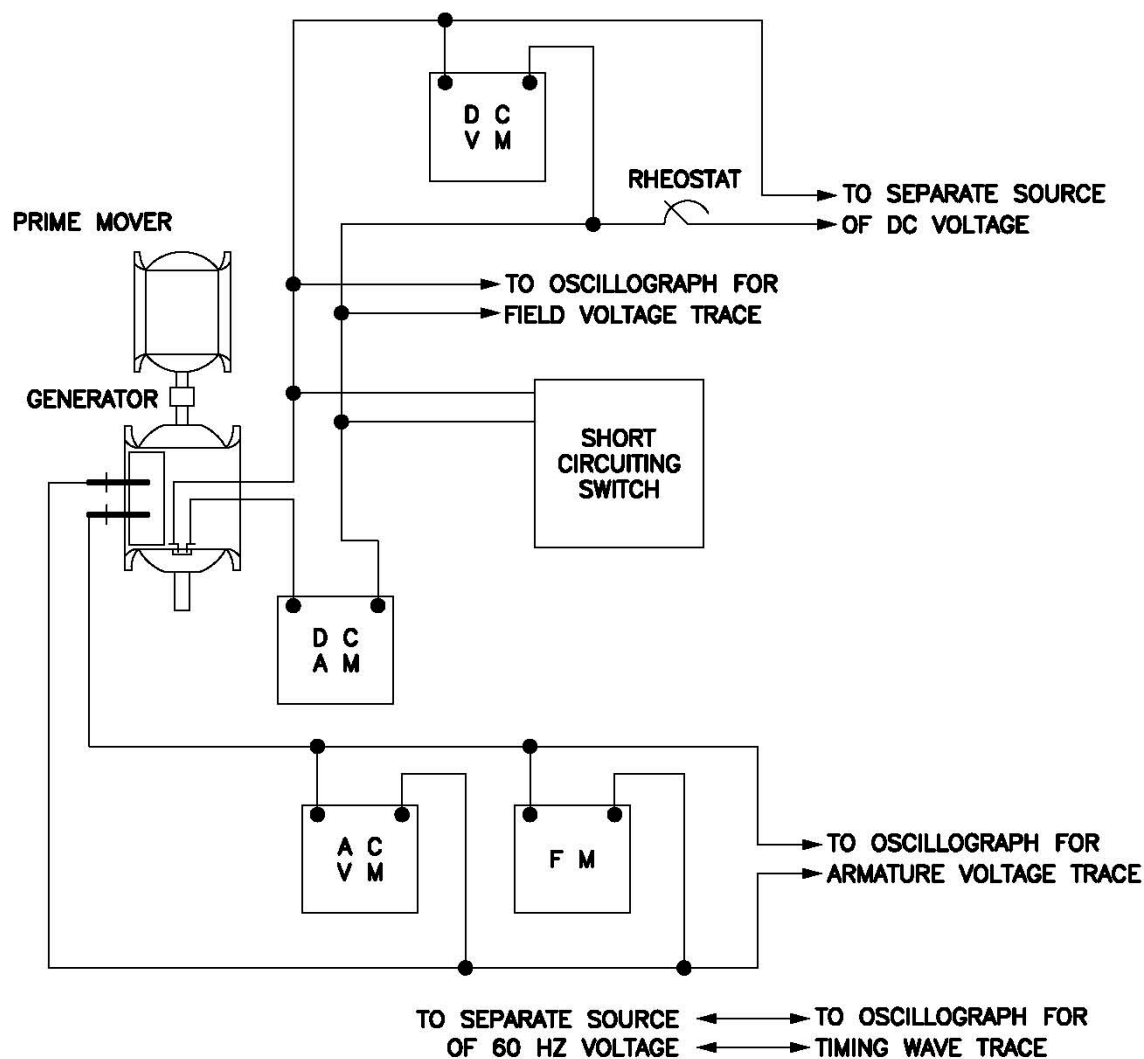 D C
V M
RHEOSTAT
TO SEPARATE SOURCE
OF DC VOLTAGE
PRIME MOVER
TO OSCILLOGRAPH FOR
FIELD VOLTAGE TRACE
GENERATOR
SHORT
CIRCUITING
SWITCH
D C
A M
A C
V M
F M
TO OSCILLOGRAPH FOR
ARMATURE VOLTAGE TRACE
TO SEPARATE SOURCE
OF 60 HZ VOLTAGE
TO OSCILLOGRAPH FOR
TIMING WAVE TRACE